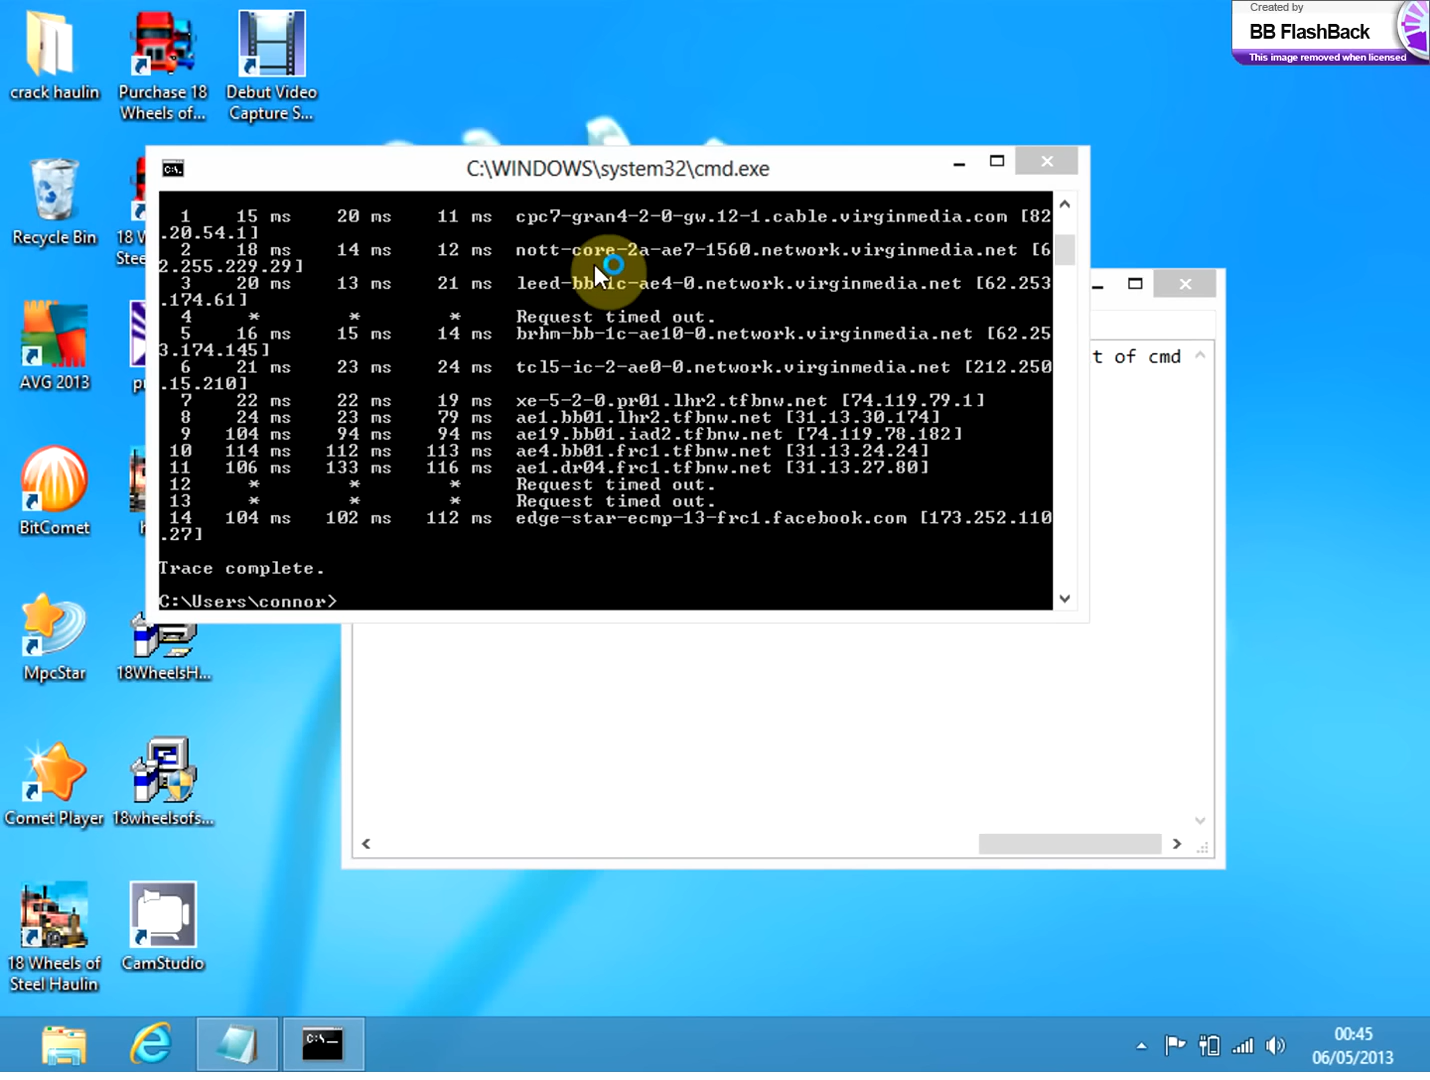 Created by
BB FlashBack
This image removed when licensed
crack haulin
Purchase 18
Wheels of...
Debut Video
Capture S...
Recycle Bin
18 W
Stee
AVG 2013
pr
BitComet
h
MpcStar
18WheelsH...
Comet Player
18wheelsofs...
18 Wheels of
Steel Haulin
CamStudio
C:\WINDOWS\system32\cmd.exe
1 15 ms 20 ms 11 ms cpc7-gran4-2-0-gw.12-1.cable.virginmedia.com [82
.20.54.1]
2 18 ms 14 ms 12 ms nott-core-2a-ae7-1560.network.virginmedia.net [6
2.255.229.29]
3 20 ms 13 ms 21 ms leed-bb-1c-ae4-0.network.virginmedia.net [62.253
.174.61]
4 * * * Request timed out.
5 16 ms 15 ms 14 ms brhm-bb-1c-ae10-0.network.virginmedia.net [62.25
3.174.145]
6 21 ms 23 ms 24 ms tcl5-ic-2-ae0-0.network.virginmedia.net [212.250
.15.210]
7 22 ms 22 ms 19 ms xe-5-2-0.pr01.lhr2.tfbnw.net [74.119.79.1]
8 24 ms 23 ms 79 ms ae1.bb01.lhr2.tfbnw.net [31.13.30.174]
9 104 ms 94 ms 94 ms ae19.bb01.iad2.tfbnw.net [74.119.78.182]
10 114 ms 112 ms 113 ms ae4.bb01.frc1.tfbnw.net [31.13.24.24]
11 106 ms 133 ms 116 ms ae1.dr04.frc1.tfbnw.net [31.13.27.80]
12 * * * Request timed out.
13 * * * Request timed out.
14 104 ms 102 ms 112 ms edge-star-ecmp-13-frc1.facebook.com [173.252.110
.27]
Trace complete.
C:\Users\connor>
t of cmd
00:45
06/05/2013